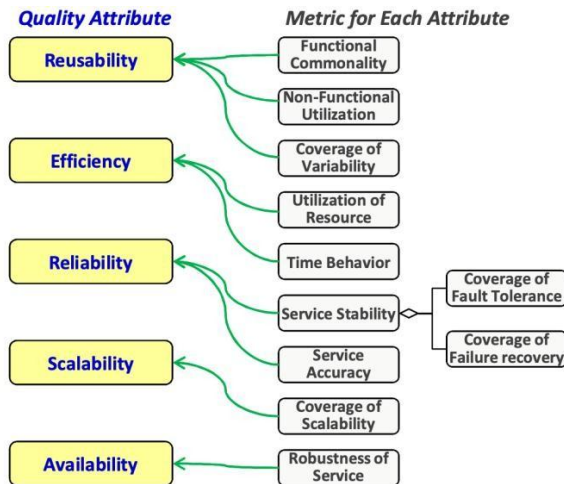 Quality Attribute
Metric for Each Attribute
Reusability
Functional
Commonality
Non-Functional
Utilization
Coverage of
Variability
Efficiency
Utilization of
Resource
Time Behavior
Reliability
Service Stability
Coverage of
Fault Tolerance
Coverage of
Failure recovery
Service
Accuracy
Scalability
Coverage of
Scalability
Availability
Robustness of
Service